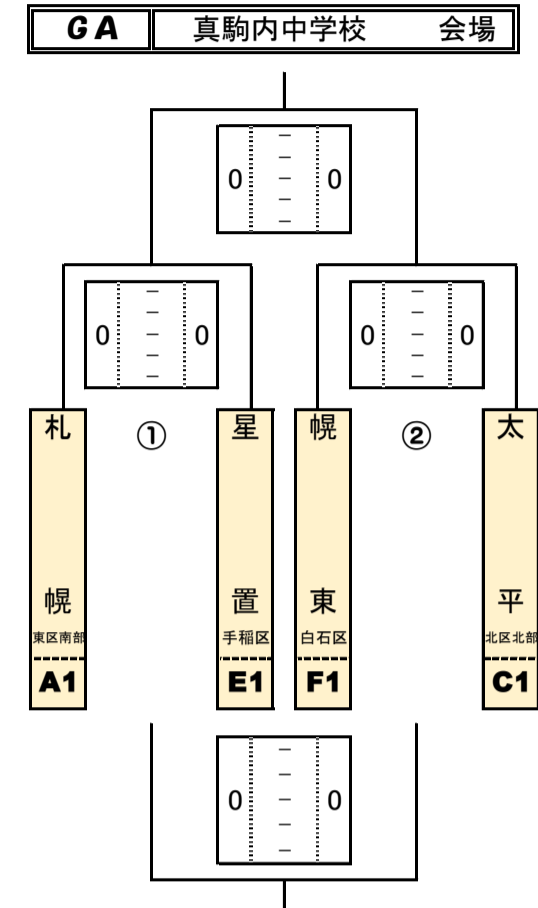 GA 真駒内中学校 会場
0 － － － － － 0
0 － － － － － 0
0 － － － － － 0
①
②
札幌
東区南部
A1
星置
手稲区
E1
幌東
白石区
F1
太平
北区北部
C1
0 － － － － － 0